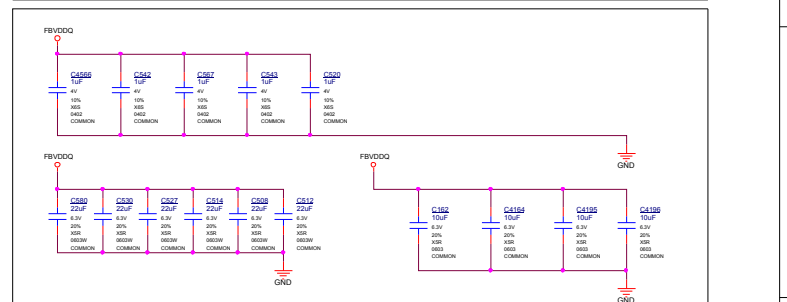 FBVDDQ
C4566 C542 C567 C543 C520
1uF 1uF 1uF 1uF 1uF
4V 4V 4V 4V 4V
10% 10% 10% 10% 10%
X6S X6S X6S X6S X6S
0402 0402 0402 0402 0402
COMMON COMMON COMMON COMMON COMMON
GND
FBVDDQ FBVDDQ
C580 C530 C527 C514 C508 C512 C162 C4164 C4195 C4196
22uF 22uF 22uF 22uF 22uF 22uF 10uF 10uF 10uF 10uF
6.3V 6.3V 6.3V 6.3V 6.3V 6.3V 6.3V 6.3V 6.3V 6.3V
20% 20% 20% 20% 20% 20% 20% 20% 20% 20%
X5R X5R X5R X5R X5R X5R X5R X5R X5R X5R
0603W 0603W 0603W 0603W 0603W 0603W 0603 0603 0603 0603
COMMON COMMON COMMON COMMON COMMON COMMON COMMON COMMON COMMON COMMON
GND
GND